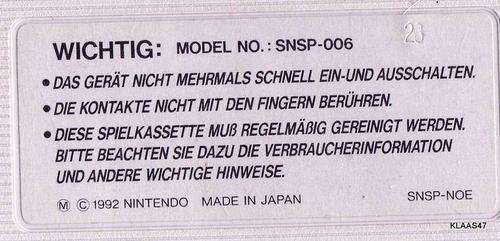 23
WICHTIG: MODEL NO.: SNSP-006
• DAS GERÄT NICHT MEHRMALS SCHNELL EIN-UND AUSSCHALTEN.
• DIE KONTAKTE NICHT MIT DEN FINGERN BERÜHREN.
• DIESE SPIELKASSETTE MUß REGELMÄßIG GEREINIGT WERDEN.
BITTE BEACHTEN SIE DAZU DIE VERBRAUCHERINFORMATION
UND ANDERE WICHTIGE HINWEISE.
Ⓜ © 1992 NINTENDO MADE IN JAPAN SNSP-NOE
KLAAS47